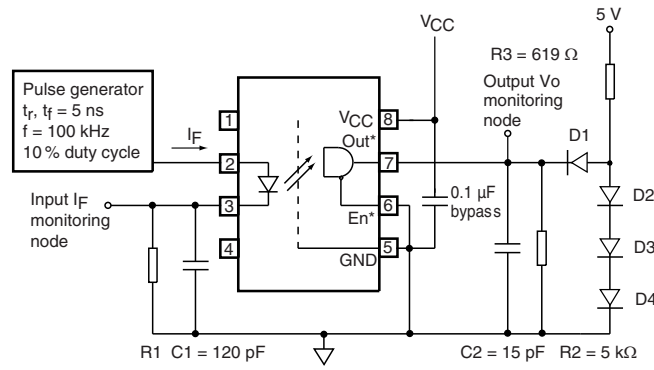 5 V
VCC
R3 = 619 Ω
Output Vo
monitoring
node
Pulse generator
tr, tf = 5 ns
f = 100 kHz
10 % duty cycle
IF
1
VCC
8
Out*
D1
2
7
Input IF
monitoring
node
3
6
En*
0.1 µF
bypass
D2
4
5
GND
D3
D4
R1
C1 = 120 pF
C2 = 15 pF
R2 = 5 kΩ